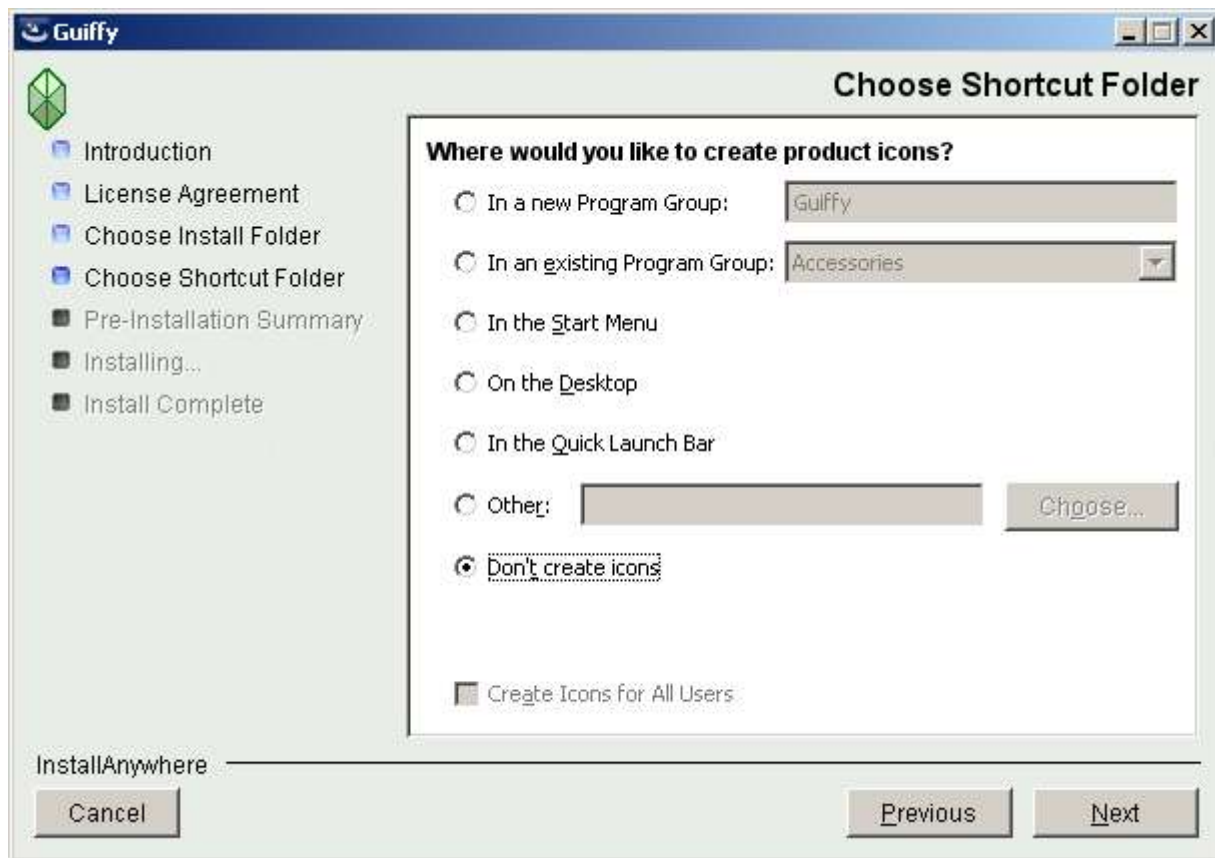 Guiffy
Choose Shortcut Folder
Introduction
License Agreement
Choose Install Folder
Choose Shortcut Folder
Pre-Installation Summary
Installing...
Install Complete
Where would you like to create product icons?
In a new Program Group: Guiffy
In an existing Program Group: Accessories
In the Start Menu
On the Desktop
In the Quick Launch Bar
Other: Choose...
Don't create icons
Create Icons for All Users
InstallAnywhere
Cancel Previous Next